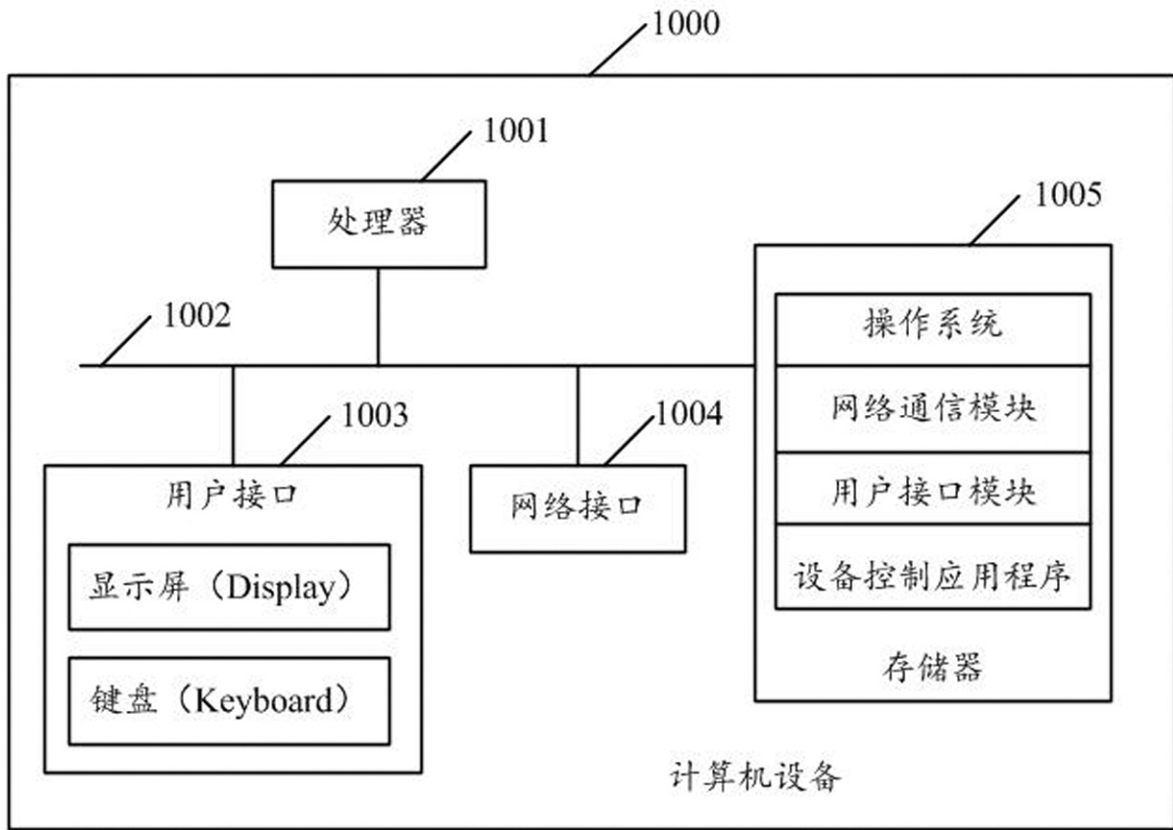 1000
1001
处理器
1005
1002
操作系统
网络通信模块
用户接口模块
设备控制应用程序
存储器
1003
用户接口
显示屏（Display）
键盘（Keyboard）
1004
网络接口
计算机设备